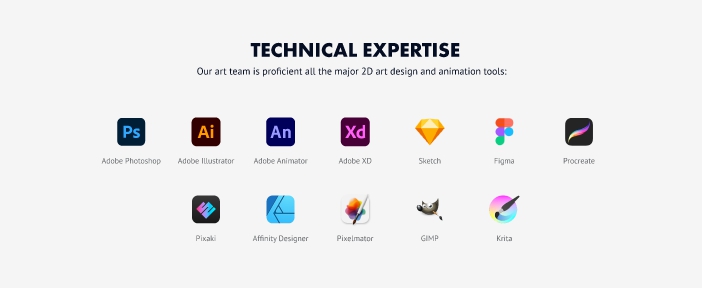 TECHNICAL EXPERTISE
Our art team is proficient all the major 2D art design and animation tools:
Ps Ai An Xd
Adobe Photoshop Adobe Illustrator Adobe Animator Adobe XD Sketch Figma Procreate
Pixaki Affinity Designer Pixelmator GIMP Krita